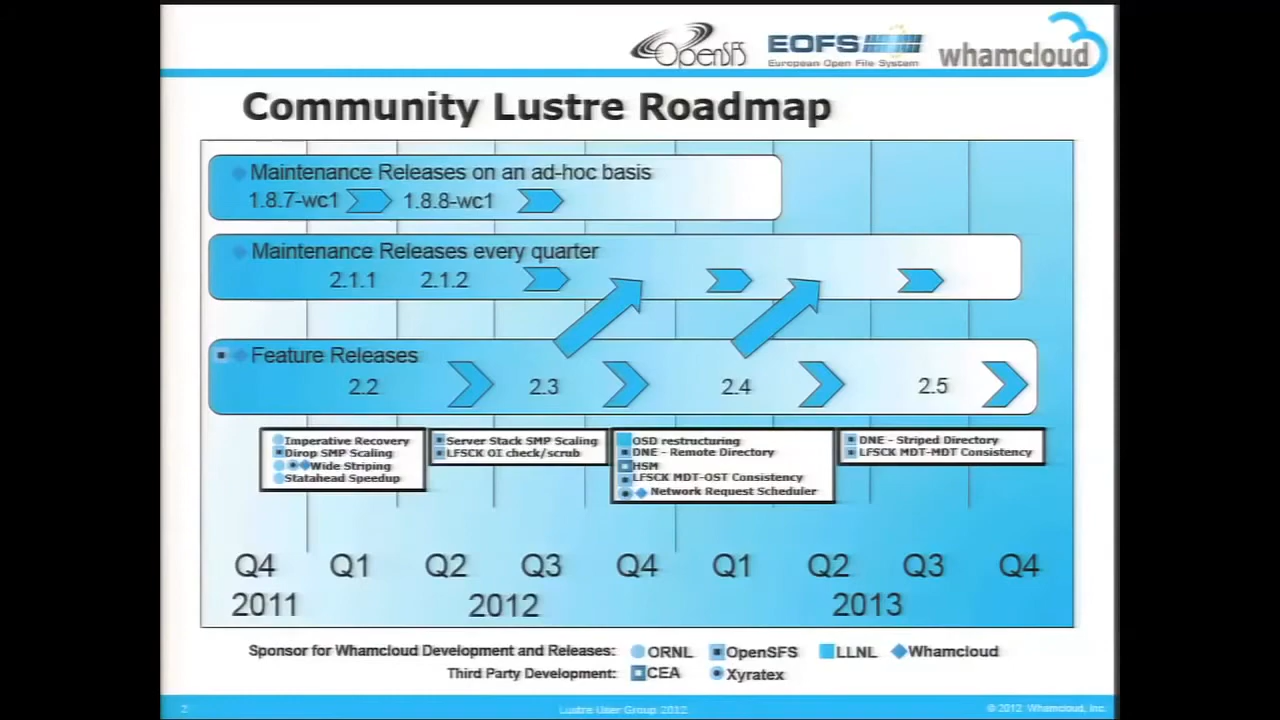 OpenSFS
EOFS
European Open File System
whamcloud
Community Lustre Roadmap
Maintenance Releases on an ad-hoc basis
1.8.7-wc1 1.8.8-wc1
Maintenance Releases every quarter
2.1.1 2.1.2
Feature Releases
2.2 2.3 2.4 2.5
Imperative Recovery
Dirop SMP Scaling
Wide Striping
Statahead Speedup
Server Stack SMP Scaling
LFSCK OI check/scrub
OSD restructuring
DNE - Remote Directory
HSM
LFSCK MDT-OST Consistency
Network Request Scheduler
DNE - Striped Directory
LFSCK MDT-MDT Consistency
Q4 Q1 Q2 Q3 Q4 Q1 Q2 Q3 Q4
2011 2012 2013
Sponsor for Whamcloud Development and Releases: ORNL OpenSFS LLNL Whamcloud
Third Party Development: CEA Xyratex
2 Lustre User Group 2012 © 2012 Whamcloud, Inc.